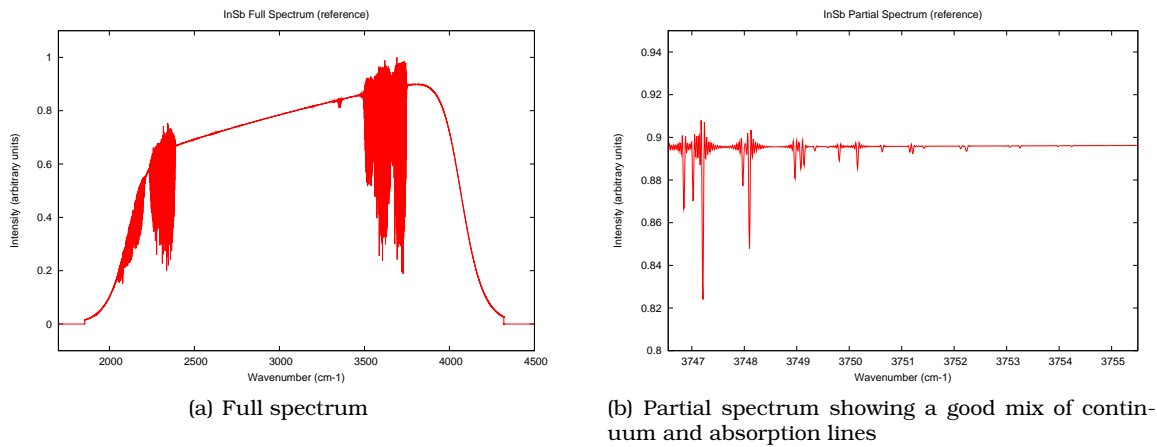 InSb Full Spectrum (reference)
Intensity (arbitrary units)
1
0.8
0.6
0.4
0.2
0
2000 2500 3000 3500 4000 4500
Wavenumber (cm-1)
(a) Full spectrum
InSb Partial Spectrum (reference)
Intensity (arbitrary units)
0.94
0.92
0.9
0.88
0.86
0.84
0.82
0.8
3747 3748 3749 3750 3751 3752 3753 3754 3755
Wavenumber (cm-1)
(b) Partial spectrum showing a good mix of contin-
uum and absorption lines